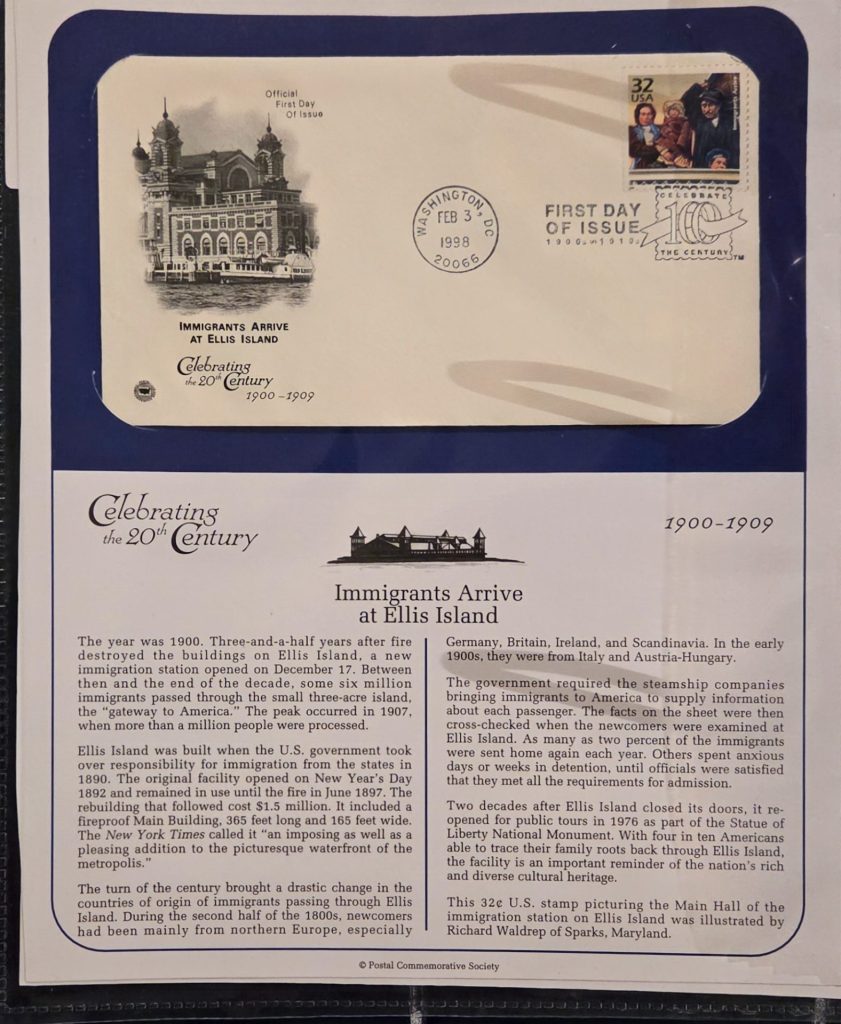 Official
First Day
Of Issue
32
USA
WASHINGTON, DC
FEB 3
1998
20066
FIRST DAY
OF ISSUE
1900s · 1910s
CELEBRATE
100
THE CENTURY™
IMMIGRANTS ARRIVE
AT ELLIS ISLAND
Celebrating
the 20th Century
1900-1909
Celebrating
the 20th Century
1900-1909
Immigrants Arrive
at Ellis Island
The year was 1900. Three-and-a-half years after fire
destroyed the buildings on Ellis Island, a new
immigration station opened on December 17. Between
then and the end of the decade, some six million
immigrants passed through the small three-acre island,
the “gateway to America.” The peak occurred in 1907,
when more than a million people were processed.
Ellis Island was built when the U.S. government took
over responsibility for immigration from the states in
1890. The original facility opened on New Year's Day
1892 and remained in use until the fire in June 1897. The
rebuilding that followed cost $1.5 million. It included a
fireproof Main Building, 365 feet long and 165 feet wide.
The New York Times called it “an imposing as well as a
pleasing addition to the picturesque waterfront of the
metropolis.”
The turn of the century brought a drastic change in the
countries of origin of immigrants passing through Ellis
Island. During the second half of the 1800s, newcomers
had been mainly from northern Europe, especially
Germany, Britain, Ireland, and Scandinavia. In the early
1900s, they were from Italy and Austria-Hungary.
The government required the steamship companies
bringing immigrants to America to supply information
about each passenger. The facts on the sheet were then
cross-checked when the newcomers were examined at
Ellis Island. As many as two percent of the immigrants
were sent home again each year. Others spent anxious
days or weeks in detention, until officials were satisfied
that they met all the requirements for admission.
Two decades after Ellis Island closed its doors, it re-
opened for public tours in 1976 as part of the Statue of
Liberty National Monument. With four in ten Americans
able to trace their family roots back through Ellis Island,
the facility is an important reminder of the nation's rich
and diverse cultural heritage.
This 32¢ U.S. stamp picturing the Main Hall of the
immigration station on Ellis Island was illustrated by
Richard Waldrep of Sparks, Maryland.
© Postal Commemorative Society